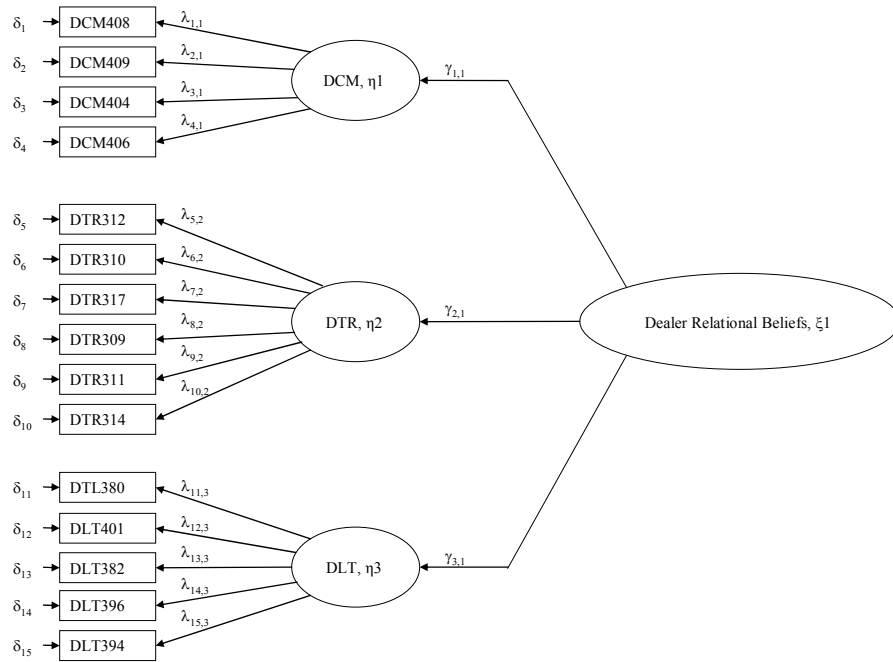 δ1 DCM408 λ1,1
δ2 DCM409 λ2,1
δ3 DCM404 λ3,1
δ4 DCM406 λ4,1
DCM, η1
γ1,1
δ5 DTR312 λ5,2
δ6 DTR310 λ6,2
δ7 DTR317 λ7,2
δ8 DTR309 λ8,2
δ9 DTR311 λ9,2
δ10 DTR314 λ10,2
DTR, η2
γ2,1
Dealer Relational Beliefs, ξ1
δ11 DTL380 λ11,3
δ12 DLT401 λ12,3
δ13 DLT382 λ13,3
δ14 DLT396 λ14,3
δ15 DLT394 λ15,3
DLT, η3
γ3,1